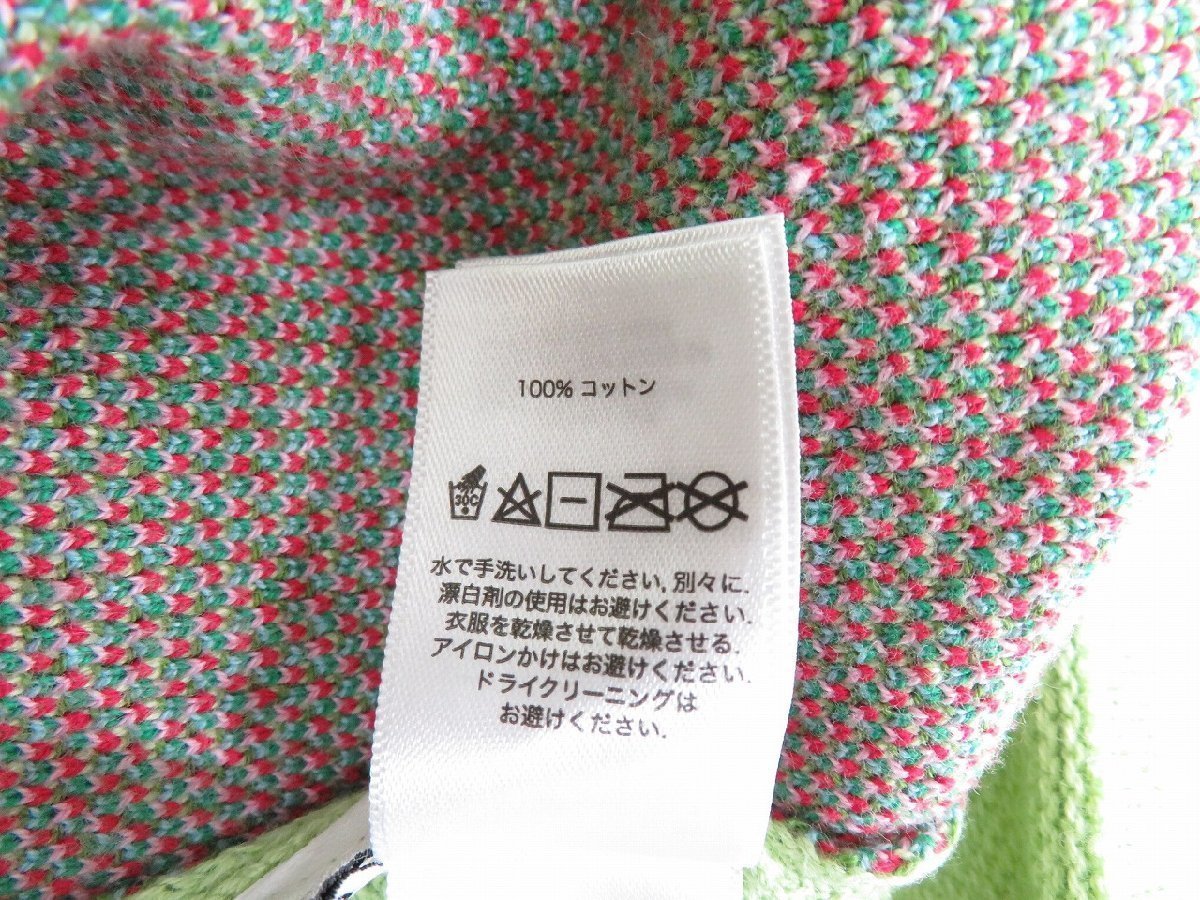 100% コットン
30C
水で手洗いしてください, 別々に.
漂白剤の使用はお避けください.
衣服を乾燥させて乾燥させる.
アイロンかけはお避けください.
ドライクリーニングは
お避けください.